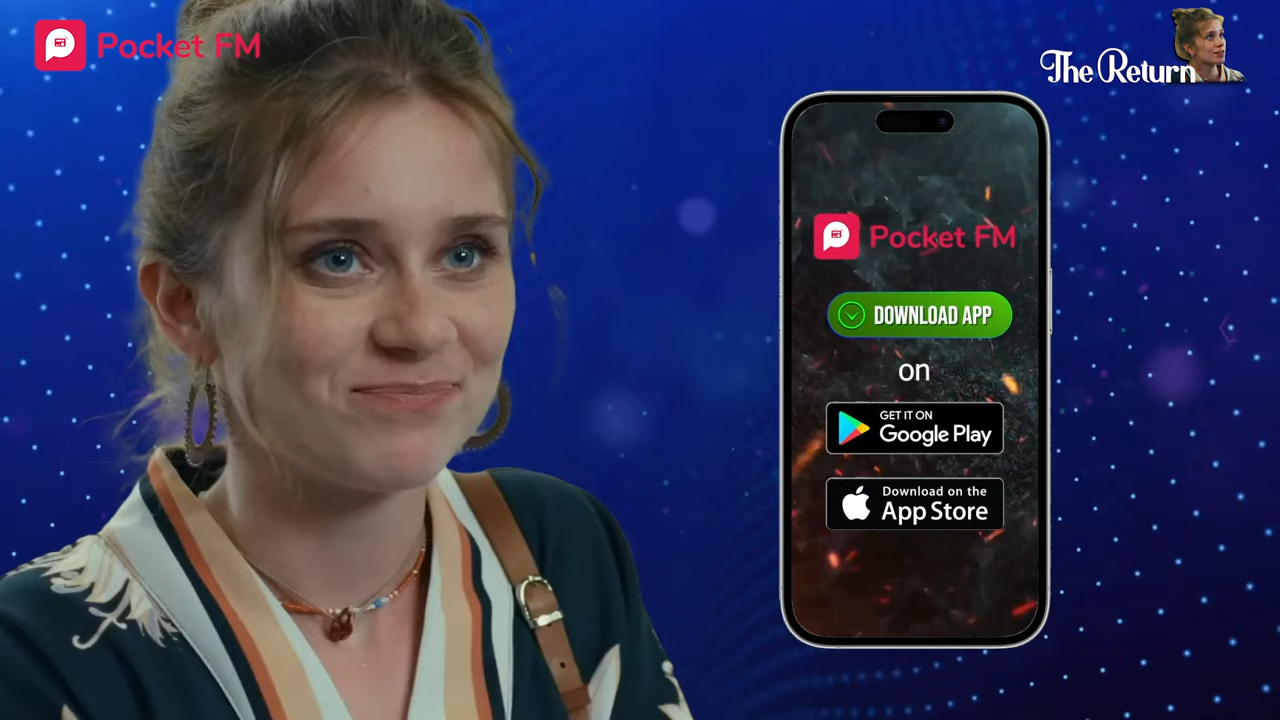 Pocket FM
The Return
Pocket FM
DOWNLOAD APP
on
GET IT ON
Google Play
Download on the
App Store